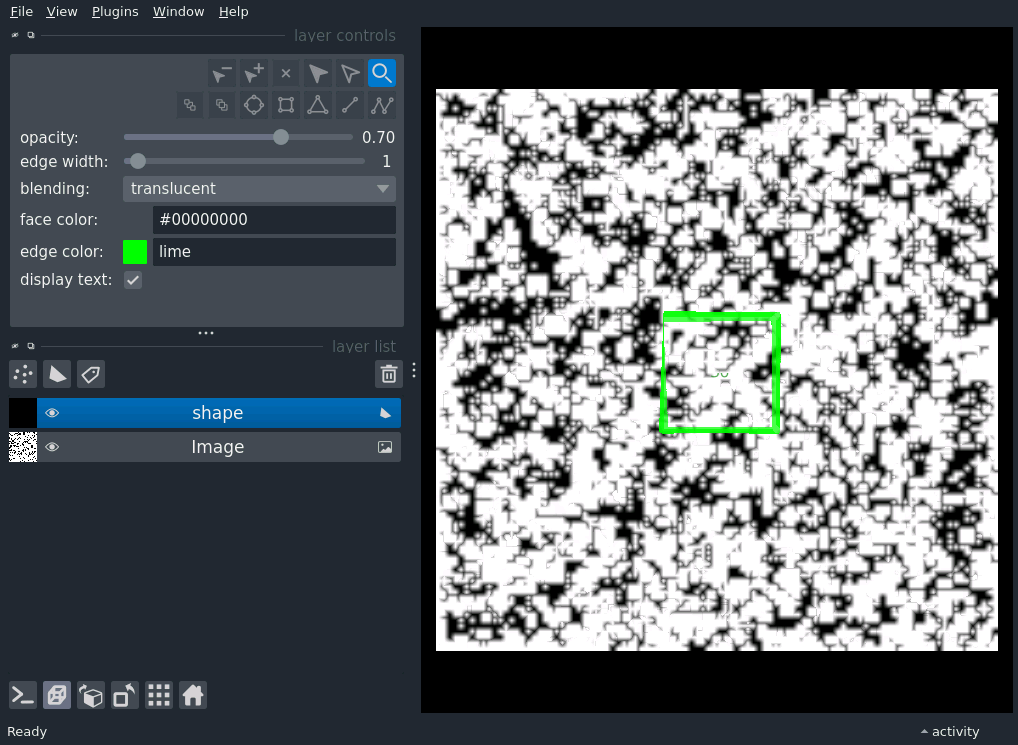 File View Plugins Window Help
layer controls
opacity: 0.70
edge width: 1
blending: translucent
face color: #00000000
edge color: lime
display text:
layer list
shape
Image
Ready
activity